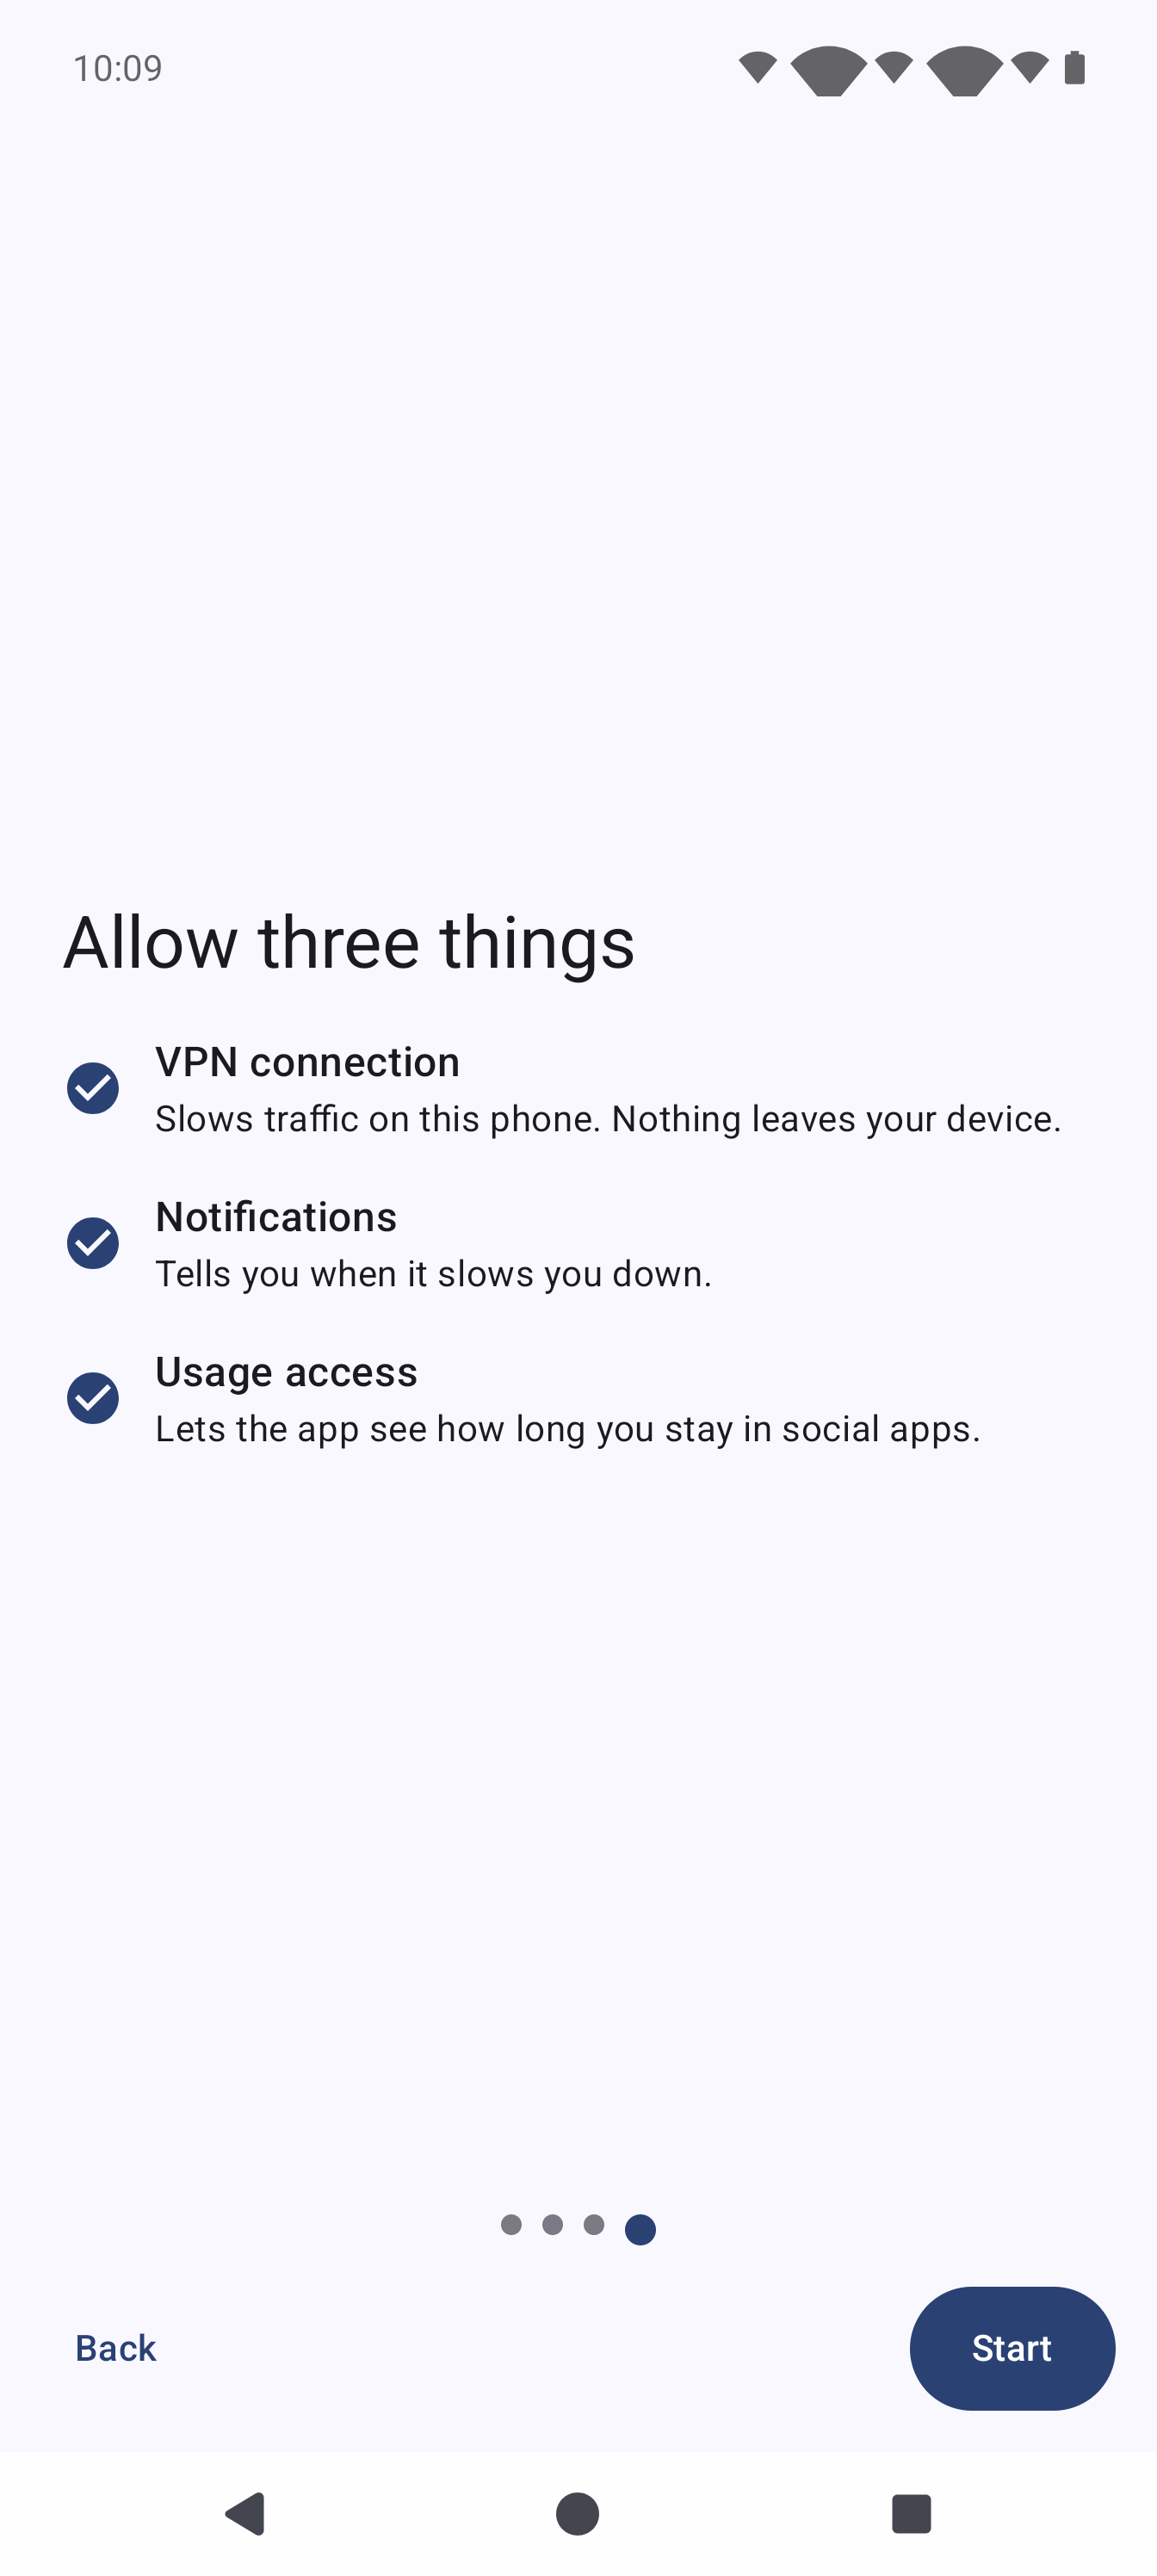 10:09
Allow three things
VPN connection
Slows traffic on this phone. Nothing leaves your device.
Notifications
Tells you when it slows you down.
Usage access
Lets the app see how long you stay in social apps.
Back
Start